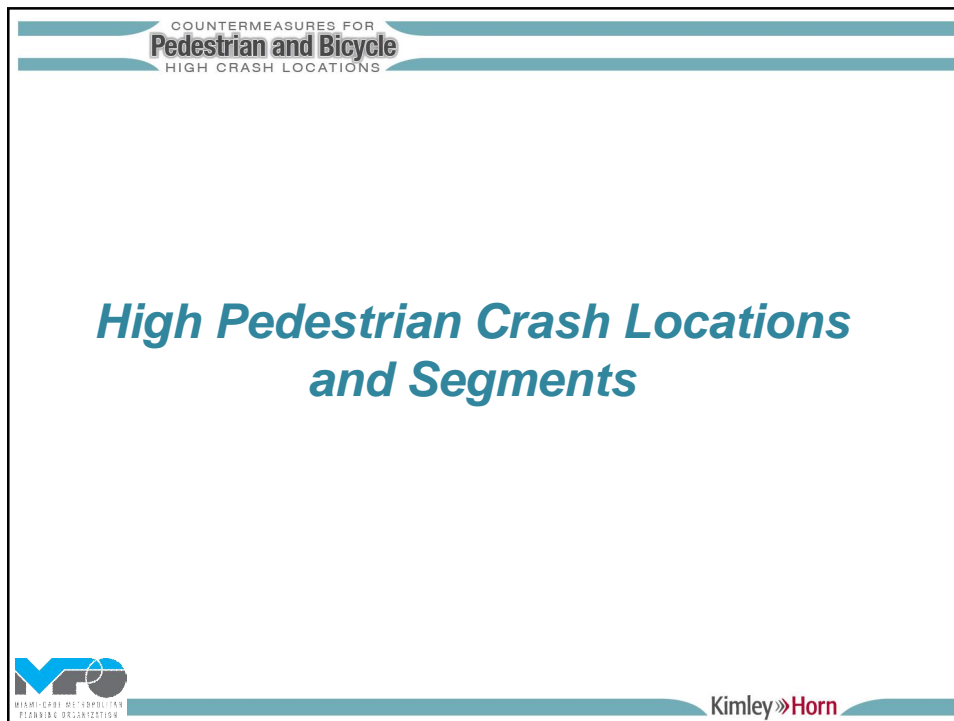 COUNTERMEASURES FOR
Pedestrian and Bicycle
HIGH CRASH LOCATIONS
High Pedestrian Crash Locations
and Segments
MPO
MIAMI-DADE METROPOLITAN
PLANNING ORGANIZATION
Kimley»Horn